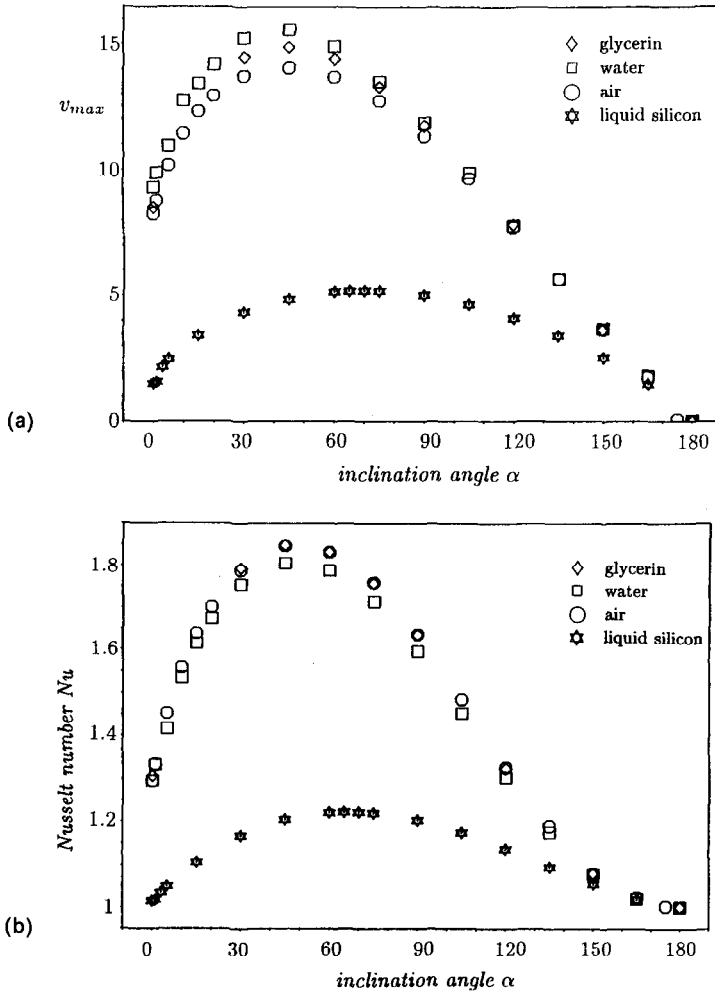 15
10
5
0
v_max
glycerin
water
air
liquid silicon
0 30 60 90 120 150 180
inclination angle α
(a)
1.8
1.6
1.4
1.2
1
Nusselt number Nu
glycerin
water
air
liquid silicon
0 30 60 90 120 150 180
inclination angle α
(b)